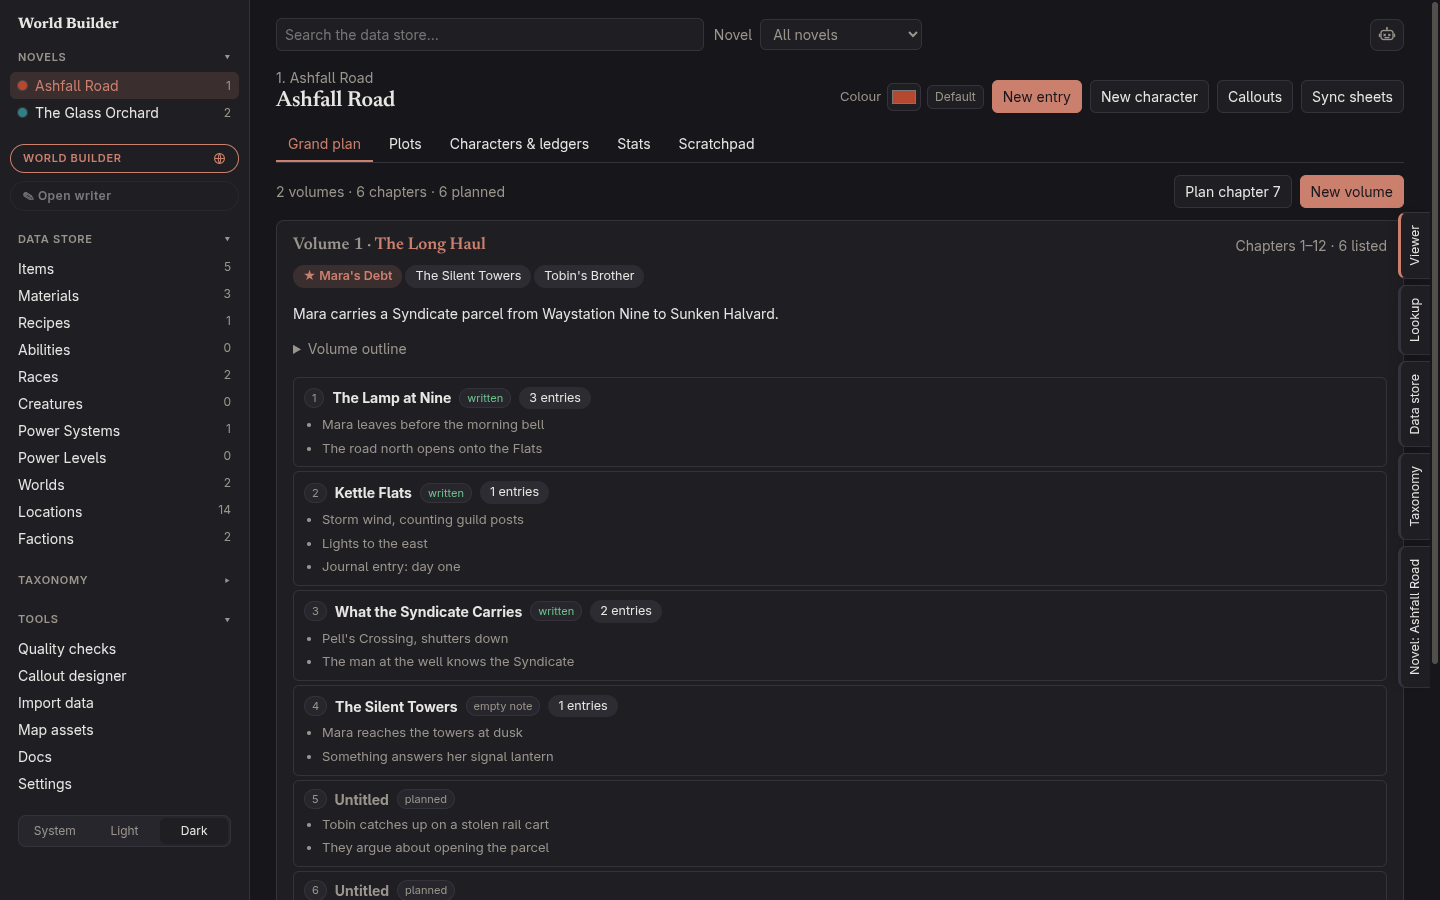 World Builder
NOVELS
Ashfall Road 1
The Glass Orchard 2
WORLD BUILDER
Open writer
DATA STORE
Items 5
Materials 3
Recipes 1
Abilities 0
Races 2
Creatures 0
Power Systems 1
Power Levels 0
Worlds 2
Locations 14
Factions 2
TAXONOMY
TOOLS
Quality checks
Callout designer
Import data
Map assets
Docs
Settings
System Light Dark
Search the data store... Novel All novels
1. Ashfall Road
Ashfall Road
Colour Default New entry New character Callouts Sync sheets
Grand plan Plots Characters & ledgers Stats Scratchpad
2 volumes · 6 chapters · 6 planned Plan chapter 7 New volume
Volume 1 · The Long Haul Chapters 1–12 · 6 listed
★ Mara's Debt The Silent Towers Tobin's Brother
Mara carries a Syndicate parcel from Waystation Nine to Sunken Halvard.
▶ Volume outline
1 The Lamp at Nine written 3 entries
• Mara leaves before the morning bell
• The road north opens onto the Flats
2 Kettle Flats written 1 entries
• Storm wind, counting guild posts
• Lights to the east
• Journal entry: day one
3 What the Syndicate Carries written 2 entries
• Pell's Crossing, shutters down
• The man at the well knows the Syndicate
4 The Silent Towers empty note 1 entries
• Mara reaches the towers at dusk
• Something answers her signal lantern
5 Untitled planned
• Tobin catches up on a stolen rail cart
• They argue about opening the parcel
6 Untitled planned
Viewer
Lookup
Data store
Taxonomy
Novel: Ashfall Road